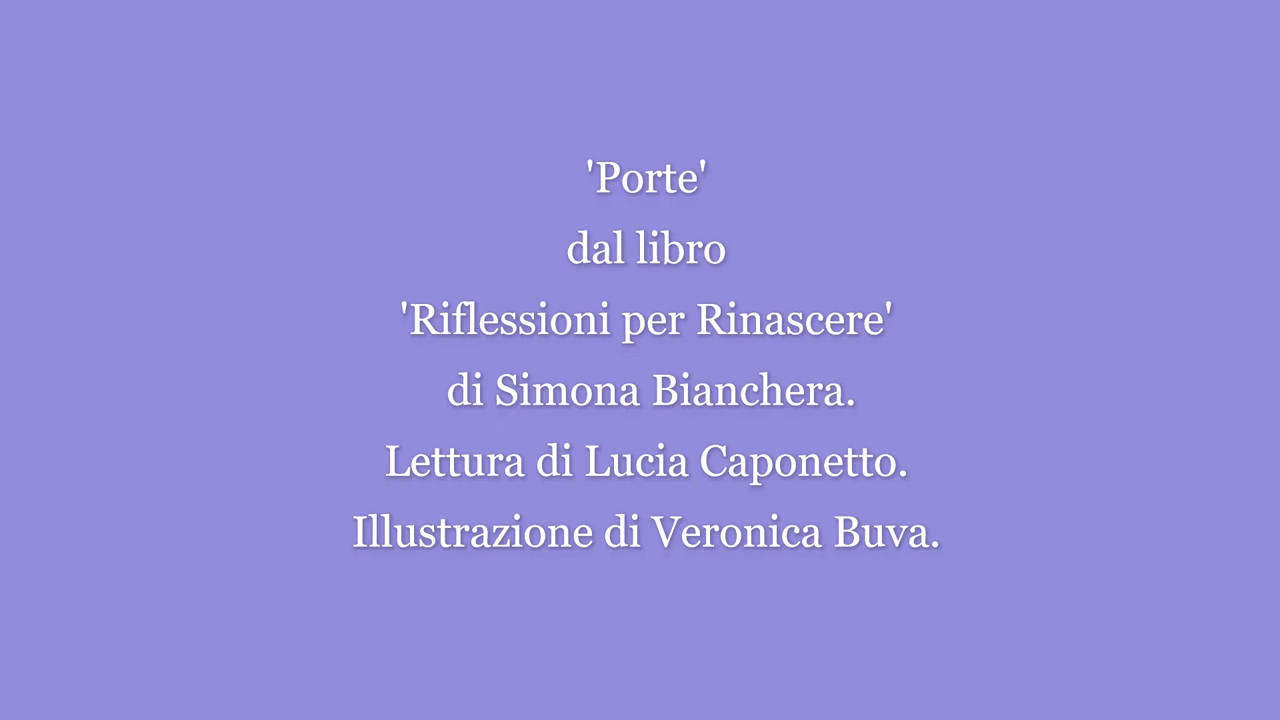 'Porte'
dal libro
'Riflessioni per Rinascere'
di Simona Bianchera.
Lettura di Lucia Caponetto.
Illustrazione di Veronica Buva.